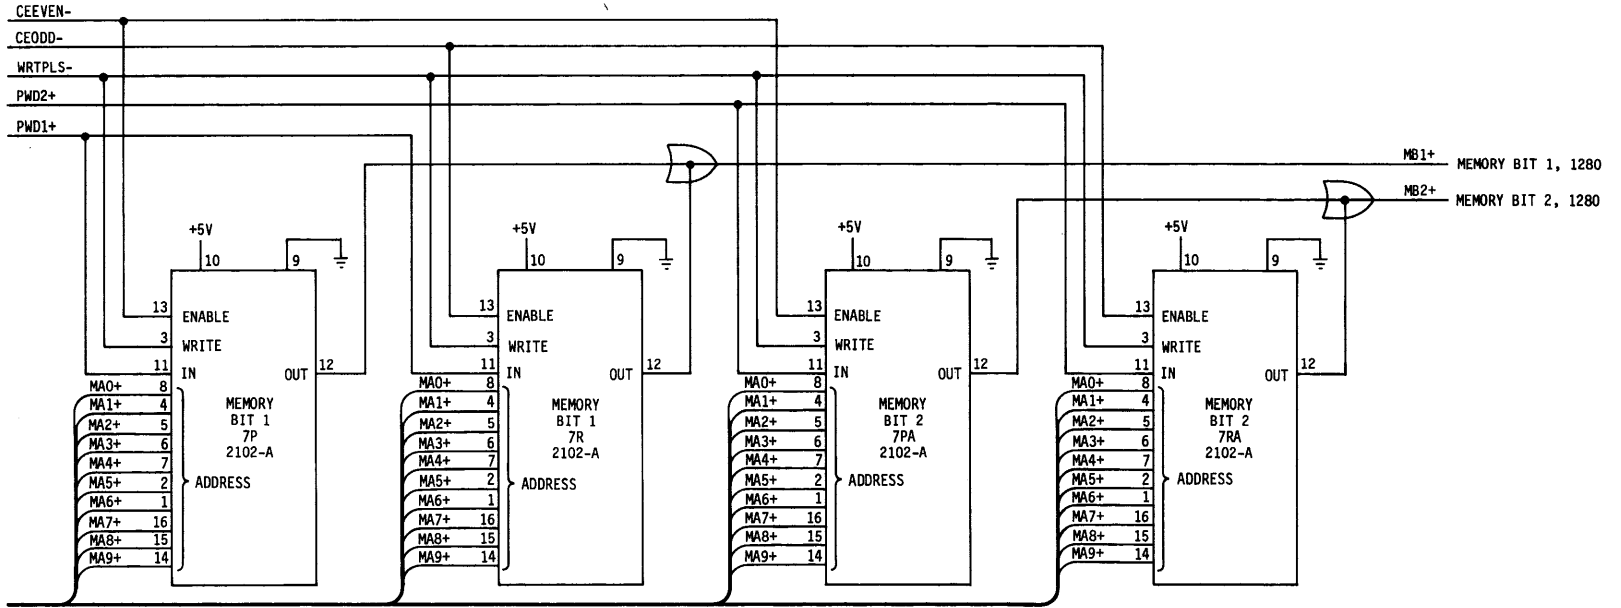 CEEVEN-
CEODD-
WRTPLS-
PWD2+
PWD1+
MB1+ MEMORY BIT 1, 1280
MB2+ MEMORY BIT 2, 1280
+5V
10
9
13 ENABLE
3 WRITE
11 IN
OUT 12
MA0+ 8
MA1+ 4
MA2+ 5
MA3+ 6
MA4+ 7
MA5+ 2
MA6+ 1
MA7+ 16
MA8+ 15
MA9+ 14
MEMORY
BIT 1
7P
2102-A
ADDRESS
+5V
10
9
13 ENABLE
3 WRITE
11 IN
OUT 12
MA0+ 8
MA1+ 4
MA2+ 5
MA3+ 6
MA4+ 7
MA5+ 2
MA6+ 1
MA7+ 16
MA8+ 15
MA9+ 14
MEMORY
BIT 1
7R
2102-A
ADDRESS
+5V
10
9
13 ENABLE
3 WRITE
11 IN
OUT 12
MA0+ 8
MA1+ 4
MA2+ 5
MA3+ 6
MA4+ 7
MA5+ 2
MA6+ 1
MA7+ 16
MA8+ 15
MA9+ 14
MEMORY
BIT 2
7PA
2102-A
ADDRESS
+5V
10
9
13 ENABLE
3 WRITE
11 IN
OUT 12
MA0+ 8
MA1+ 4
MA2+ 5
MA3+ 6
MA4+ 7
MA5+ 2
MA6+ 1
MA7+ 16
MA8+ 15
MA9+ 14
MEMORY
BIT 2
7RA
2102-A
ADDRESS